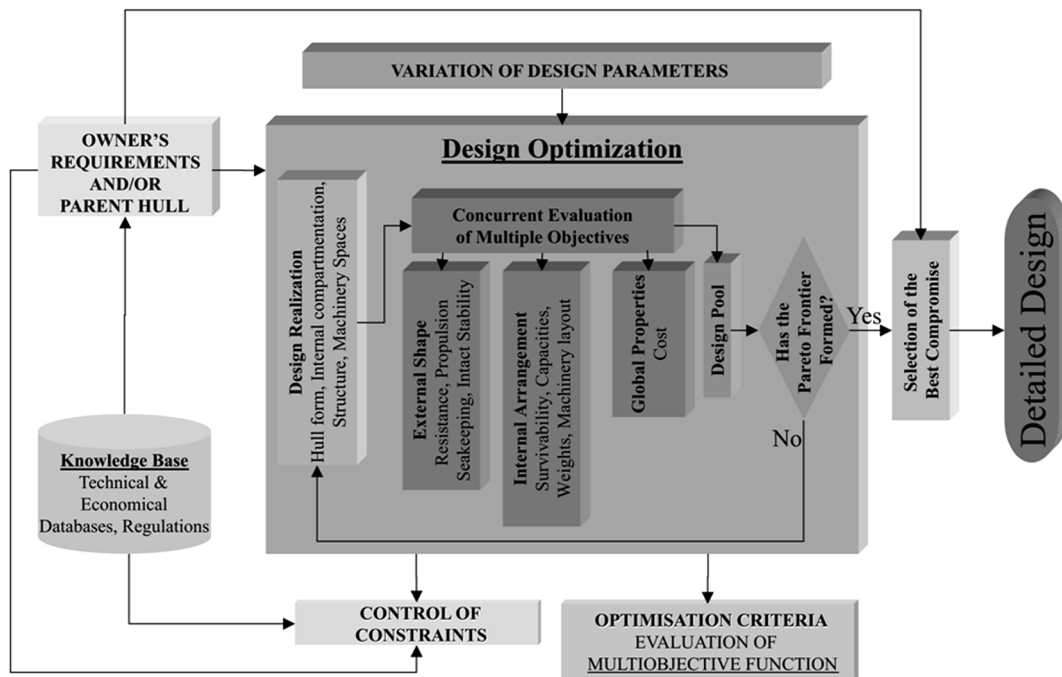 VARIATION OF DESIGN PARAMETERS
OWNER'S
REQUIREMENTS
AND/OR
PARENT HULL
Design Optimization
Design Realization
Hull form, Internal compartmentation,
Structure, Machinery Spaces
Concurrent Evaluation
of Multiple Objectives
External Shape
Resistance, Propulsion
Seakeeping, Intact Stability
Internal Arrangement
Survivability, Capacities,
Weights, Machinery layout
Global Properties
Cost
Design Pool
Has the
Pareto Frontier
Formed?
Yes
No
Selection of the
Best Compromise
Detailed Design
Knowledge Base
Technical &
Economical
Databases, Regulations
CONTROL OF
CONSTRAINTS
OPTIMISATION CRITERIA
EVALUATION OF
MULTIOBJECTIVE FUNCTION